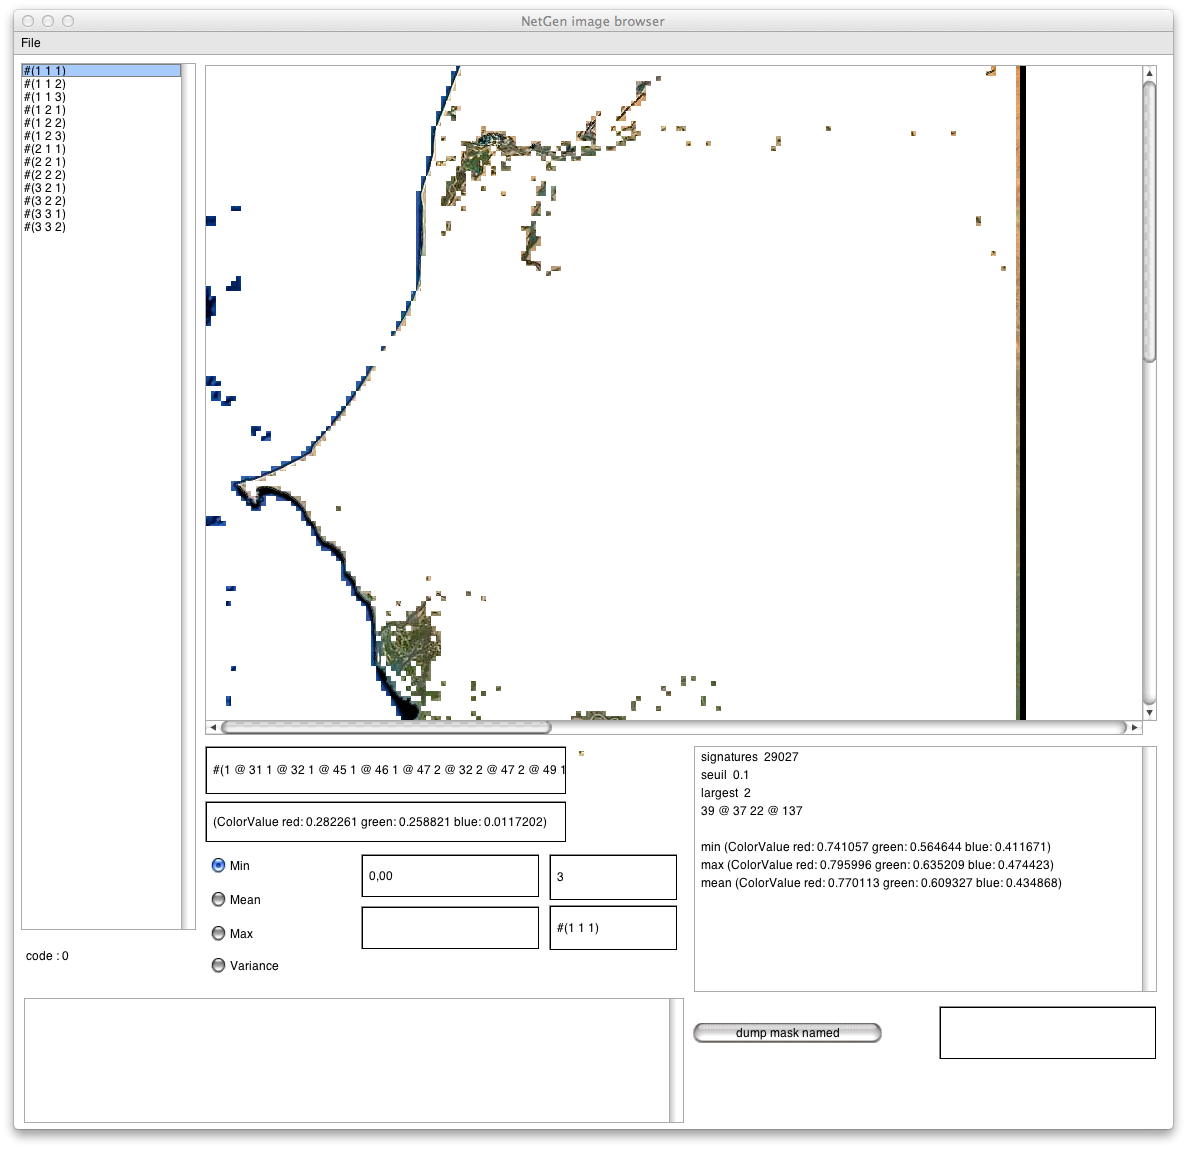 NetGen image browser
File
#(1 1 1)
#(1 1 2)
#(1 1 3)
#(1 2 1)
#(1 2 2)
#(1 2 3)
#(2 1 1)
#(2 2 1)
#(2 2 2)
#(3 2 1)
#(3 2 2)
#(3 3 1)
#(3 3 2)
code : 0
#(1 @ 31 1 @ 32 1 @ 45 1 @ 46 1 @ 47 2 @ 32 2 @ 47 2 @ 49 1
(ColorValue red: 0.282261 green: 0.258821 blue: 0.0117202)
Min
Mean
Max
Variance
0,00
3
#(1 1 1)
signatures 29027
seuil 0.1
largest 2
39 @ 37 22 @ 137
min (ColorValue red: 0.741057 green: 0.564644 blue: 0.411671)
max (ColorValue red: 0.795996 green: 0.635209 blue: 0.474423)
mean (ColorValue red: 0.770113 green: 0.609327 blue: 0.434868)
dump mask named